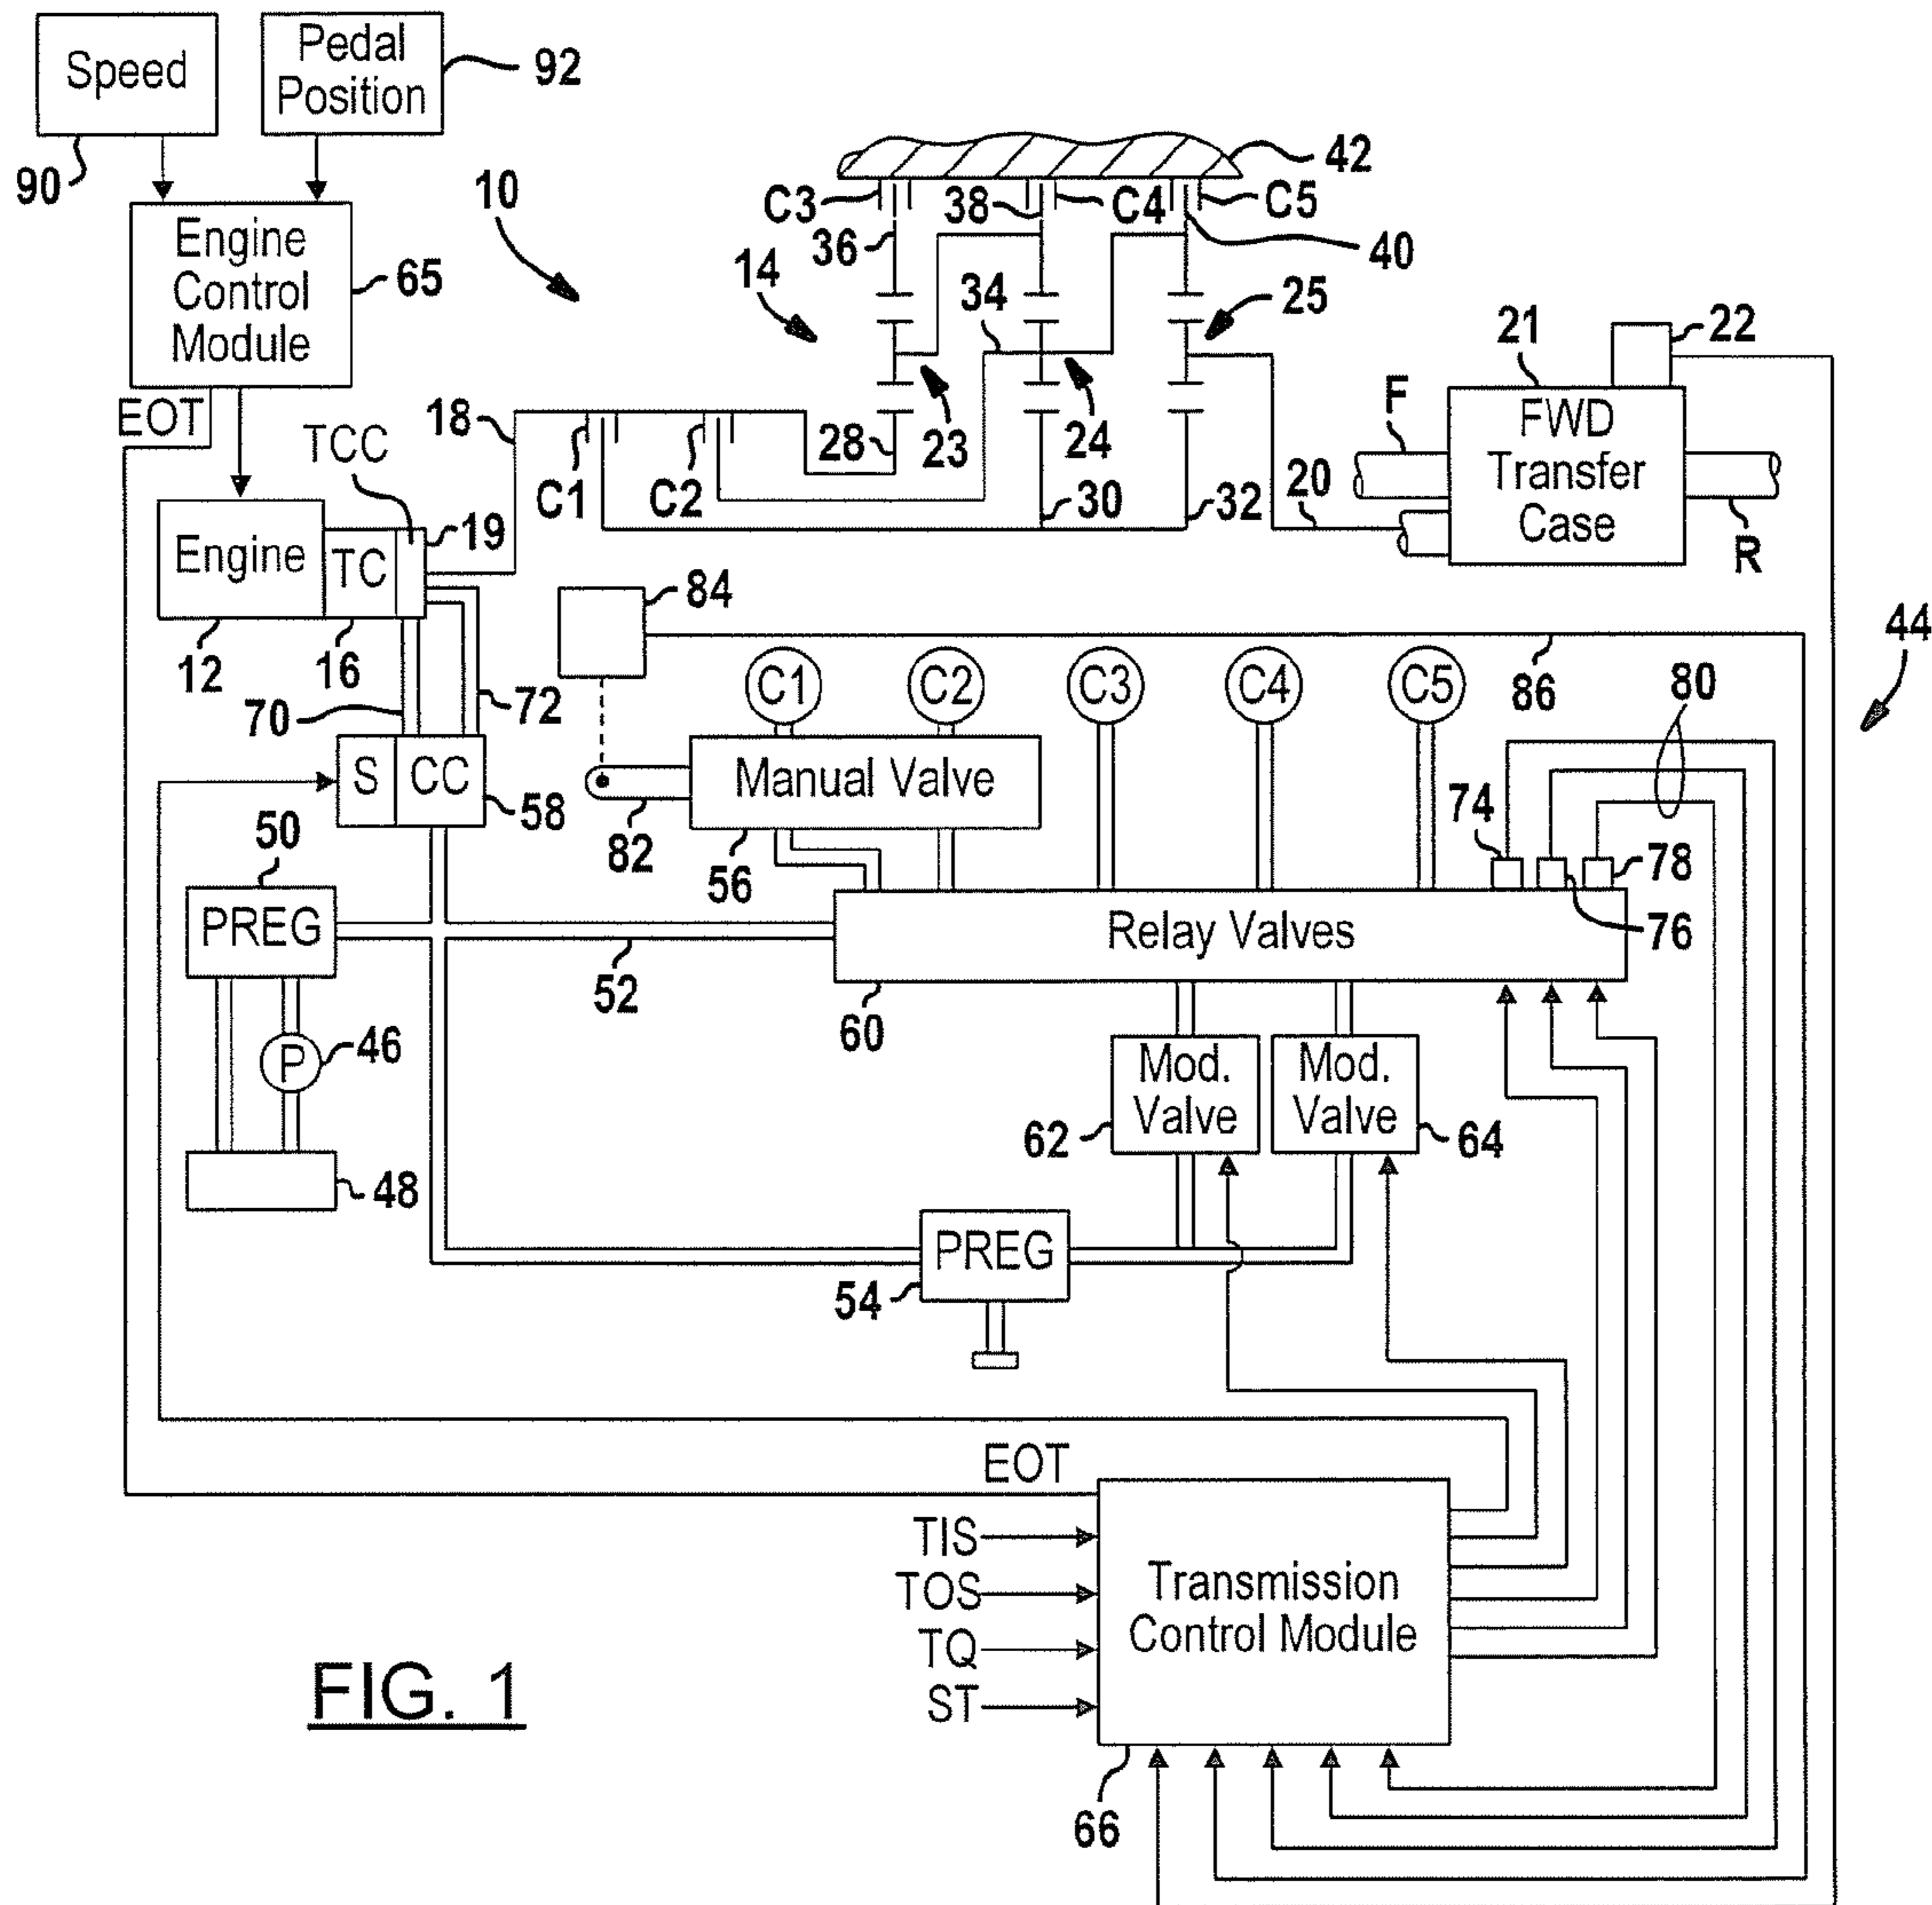 Speed
90
Pedal
Position
92
Engine
Control
Module
65
EOT
10
42
C3
36
38
C4
C5
40
14
34
25
23
24
28
18
C1
C2
30
32
20
21
22
F
FWD
Transfer
Case
R
TCC
19
Engine
TC
12
16
70
72
84
86
44
80
C1
C2
C3
C4
C5
S
CC
58
Manual Valve
82
56
74
78
76
50
PREG
52
Relay Valves
60
46
P
48
Mod.
Valve
62
Mod.
Valve
64
PREG
54
EOT
TIS
TOS
TQ
ST
Transmission
Control Module
66
FIG. 1